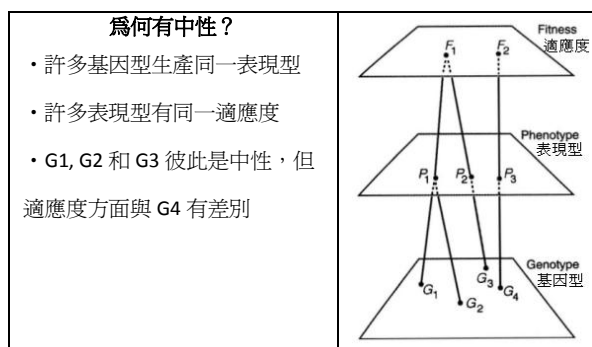 爲何有中性？
・許多基因型生產同一表現型
・許多表現型有同一適應度
・G1, G2 和 G3 彼此是中性，但
適應度方面與 G4 有差別
Fitness
適應度
F1 F2
Phenotype
表現型
P1 P2 P3
Genotype
基因型
G1 G2 G3 G4